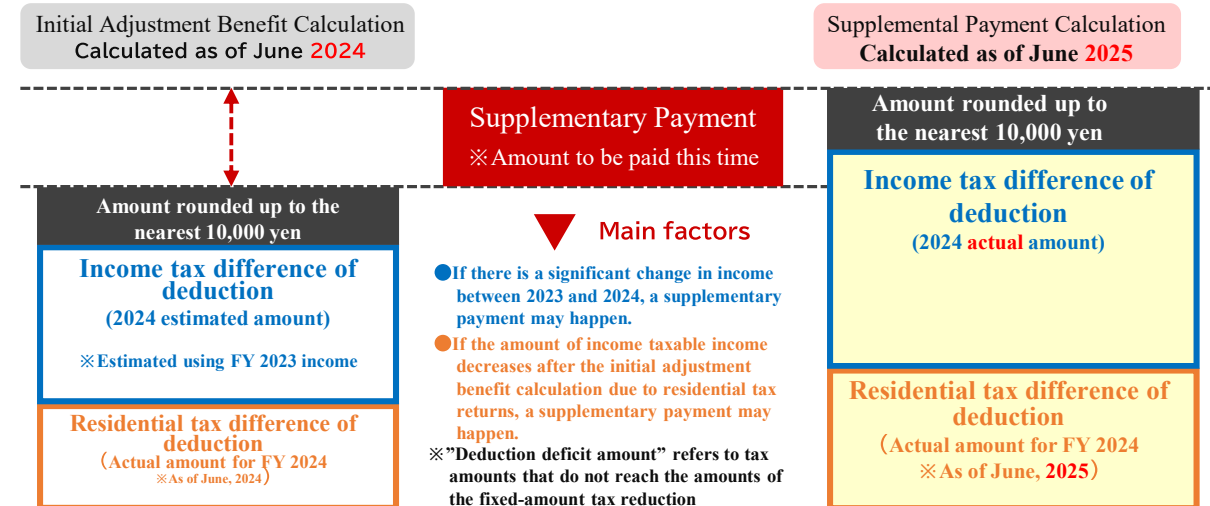 Initial Adjustment Benefit Calculation
Calculated as of June 2024
Supplemental Payment Calculation
Calculated as of June 2025
Supplementary Payment
※Amount to be paid this time
Amount rounded up to
the nearest 10,000 yen
Amount rounded up to the
nearest 10,000 yen
Income tax difference of
deduction
(2024 estimated amount)
※Estimated using FY 2023 income
Residential tax difference of
deduction
(Actual amount for FY 2024
※As of June, 2024)
Main factors
●If there is a significant change in income
between 2023 and 2024, a supplementary
payment may happen.
●If the amount of income taxable income
decreases after the initial adjustment
benefit calculation due to residential tax
returns, a supplementary payment may
happen.
※”Deduction deficit amount” refers to tax
amounts that do not reach the amounts of
the fixed-amount tax reduction
Income tax difference of
deduction
(2024 actual amount)
Residential tax difference of
deduction
(Actual amount for FY 2024
※As of June, 2025)